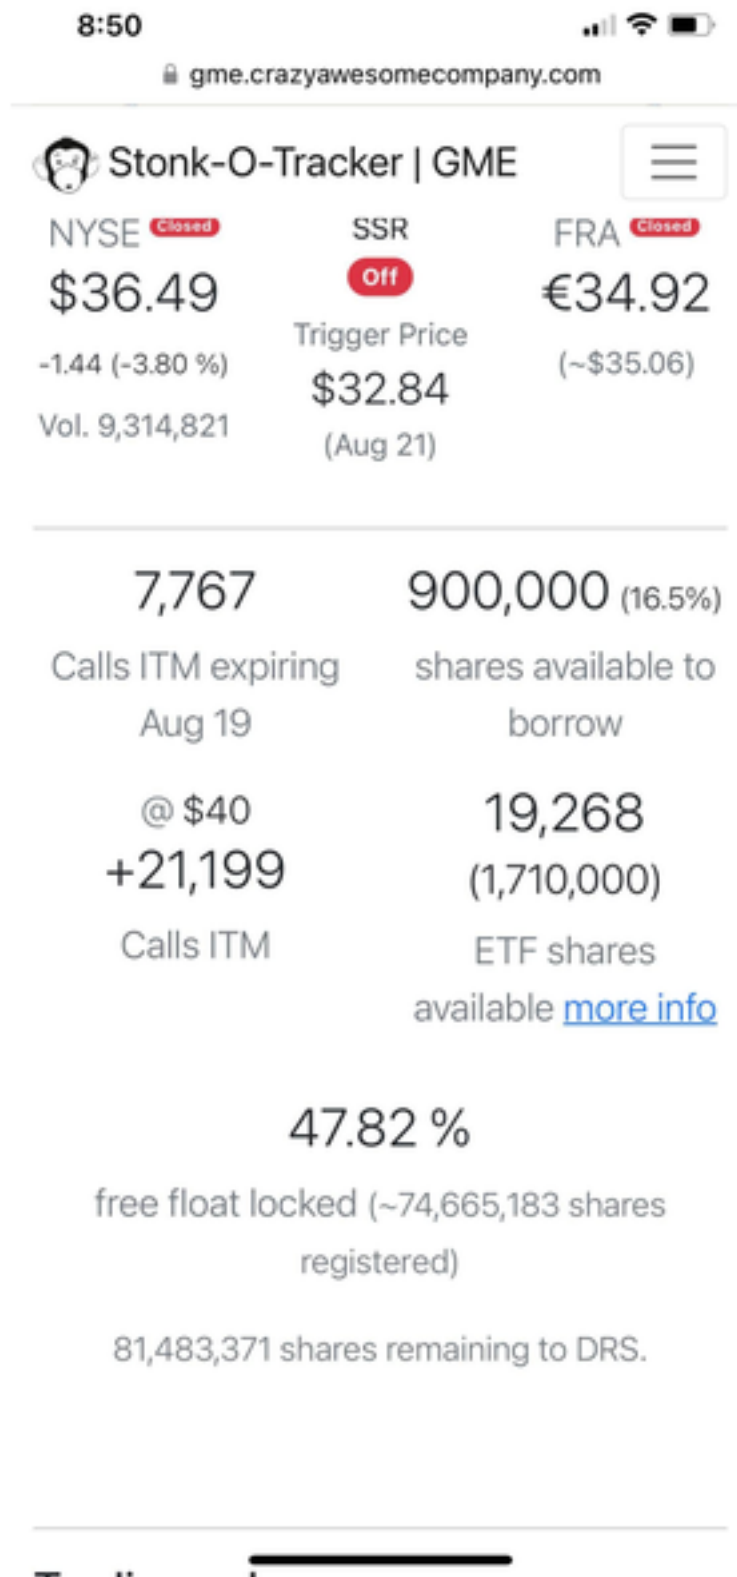 8:50
gme.crazyawesomecompany.com
Stonk-O-Tracker | GME
NYSE Closed
$36.49
-1.44 (-3.80 %)
Vol. 9,314,821
SSR
Off
Trigger Price
$32.84
(Aug 21)
FRA Closed
€34.92
(~$35.06)
7,767
Calls ITM expiring
Aug 19
@ $40
+21,199
Calls ITM
900,000 (16.5%)
shares available to
borrow
19,268
(1,710,000)
ETF shares
available more info
47.82 %
free float locked (~74,665,183 shares
registered)
81,483,371 shares remaining to DRS.